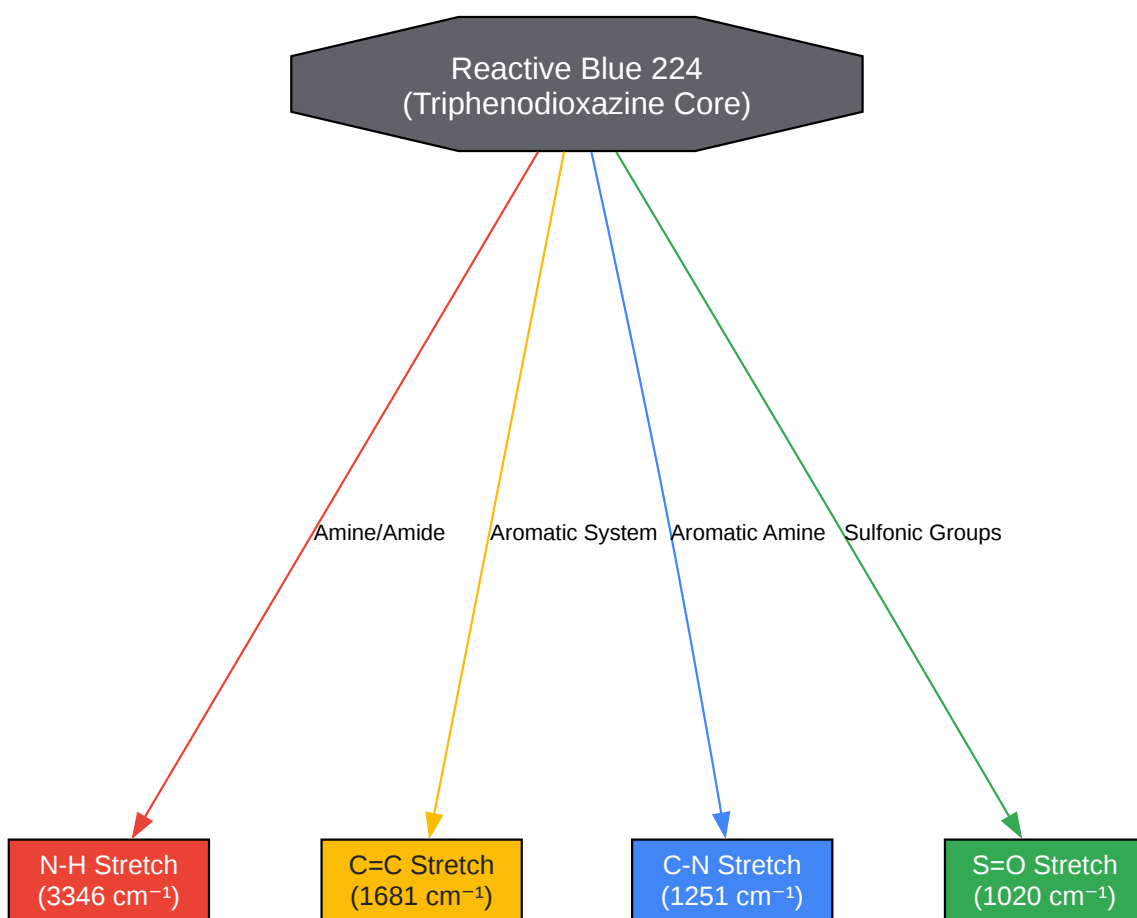 Reactive Blue 224
(Triphenodioxazine Core)
Amine/Amide
Aromatic System
Aromatic Amine
Sulfonic Groups
N-H Stretch
(3346 cm⁻¹)
C=C Stretch
(1681 cm⁻¹)
C-N Stretch
(1251 cm⁻¹)
S=O Stretch
(1020 cm⁻¹)